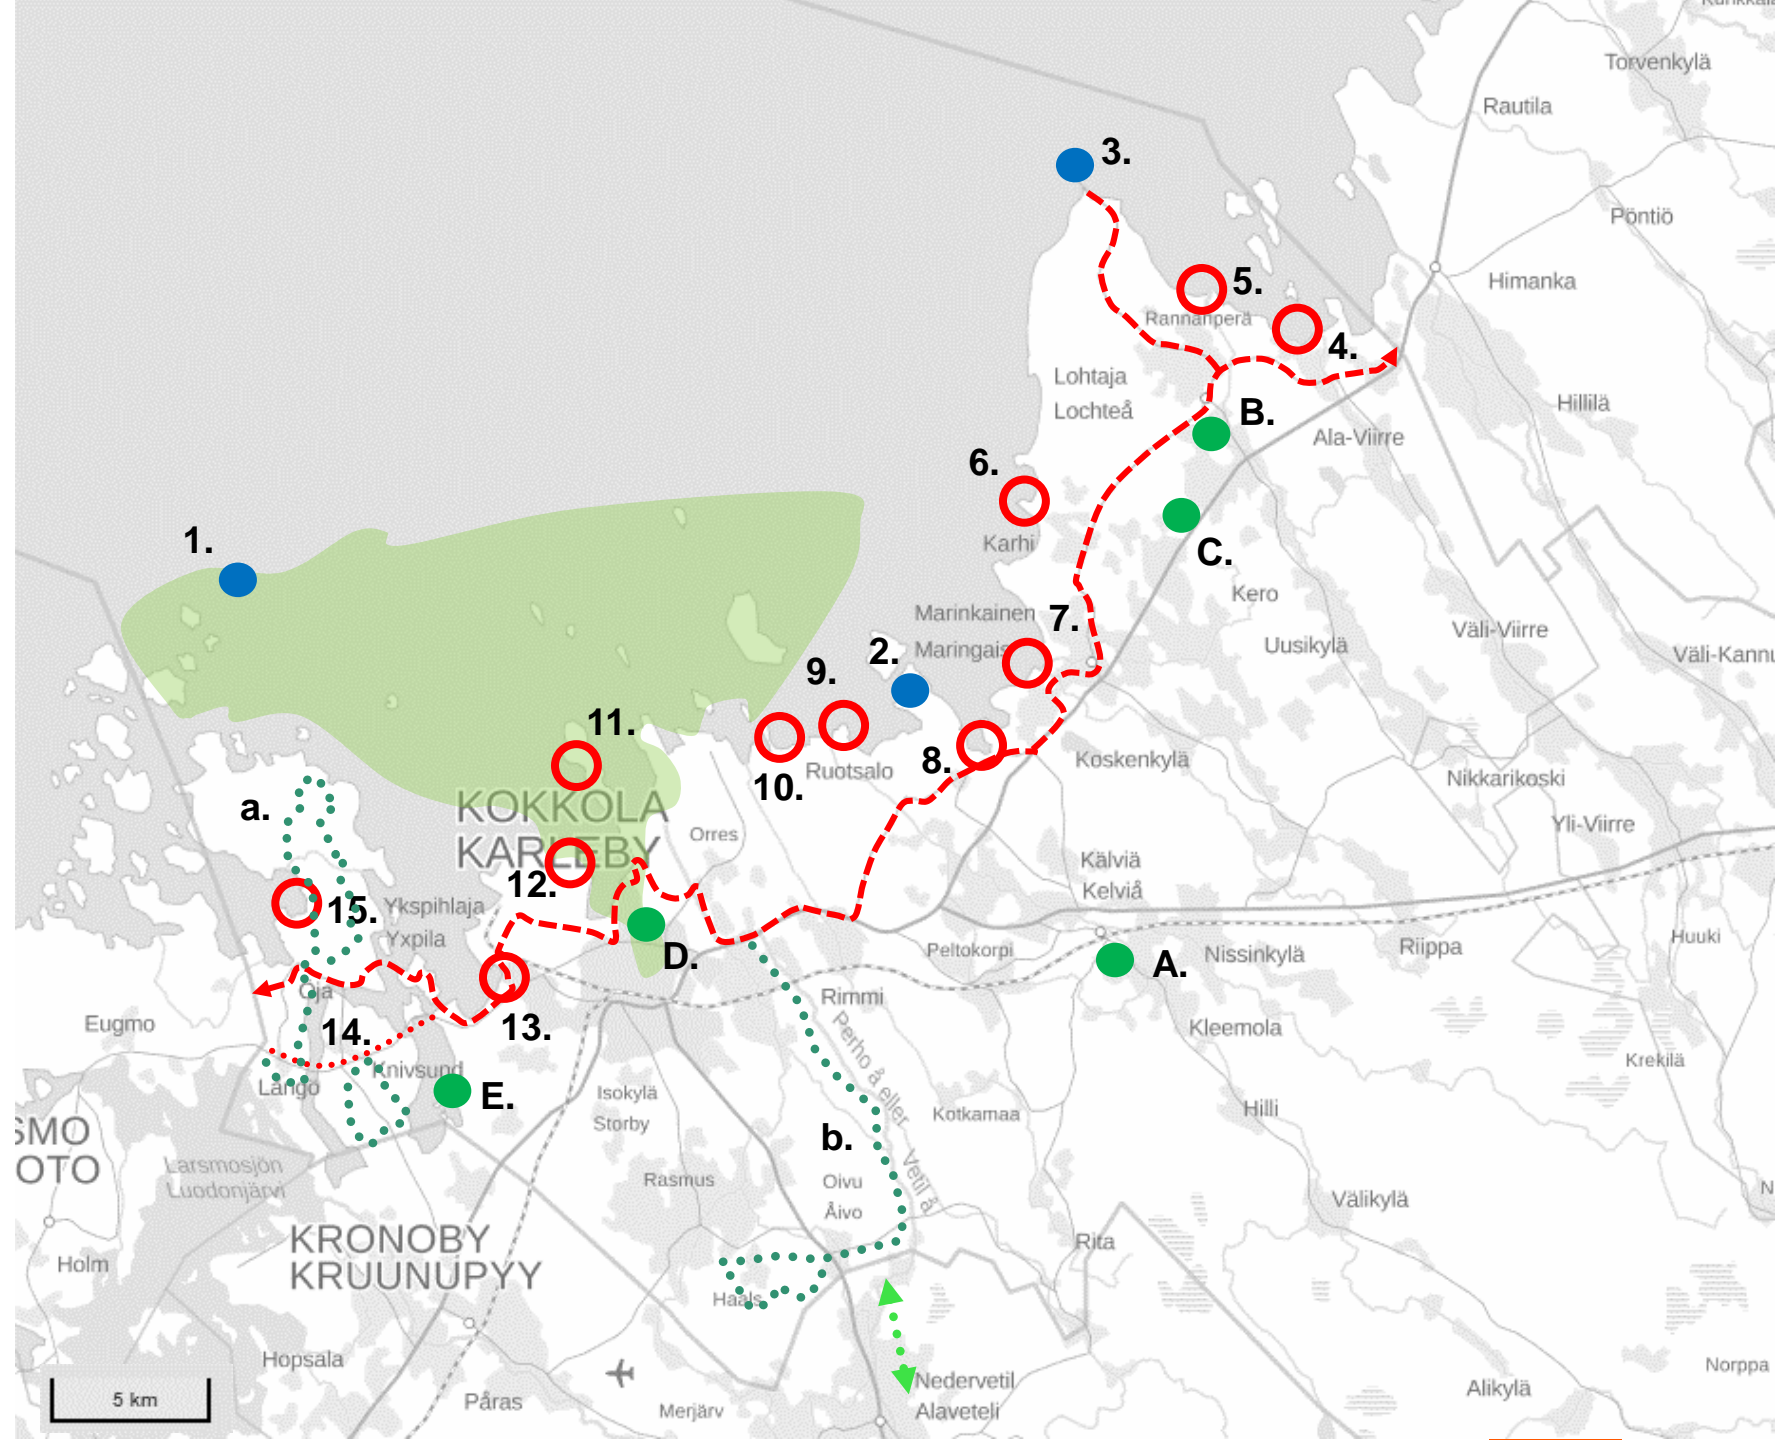 Torvenkylä
Rautila
3.
Pöntiö
5.
Himanka
Rannanperä
4.
Lohtaja
Lochteå
B.
Hillilä
Ala-Viirre
6.
1.
Karhi
C.
Kero
Marinkainen
7.
Väli-Viirre
Uusikylä
2.
Maringais
9.
11.
8.
Koskenkylä
10.
Ruotsalo
Nikkarikoski
a.
KOKKOLA
KARLEBY
Orres
Yli-Viirre
Kälviä
Kelviå
12.
15.
Ykspihlaja
Yxpila
D.
Peltokorpi
A.
Nissinkylä
Riippa
Huuki
Öja
Rimmi
Eugmo
14.
13.
Kleemola
Perho å eller
Vetil å
Krekilä
Knivsund
Långö
E.
Isokylä
Storby
Kotkamaa
Hilli
b.
SMO
OTO
Larsmosjön
Luodonjärvi
Rasmus
Oivu
Åivo
Välikylä
KRONOBY
KRUUNUPYY
Rita
Holm
Haals
Hopsala
Nedervetil
Alaveteli
Norppa
5 km
Påras
Merjärv
Alikylä